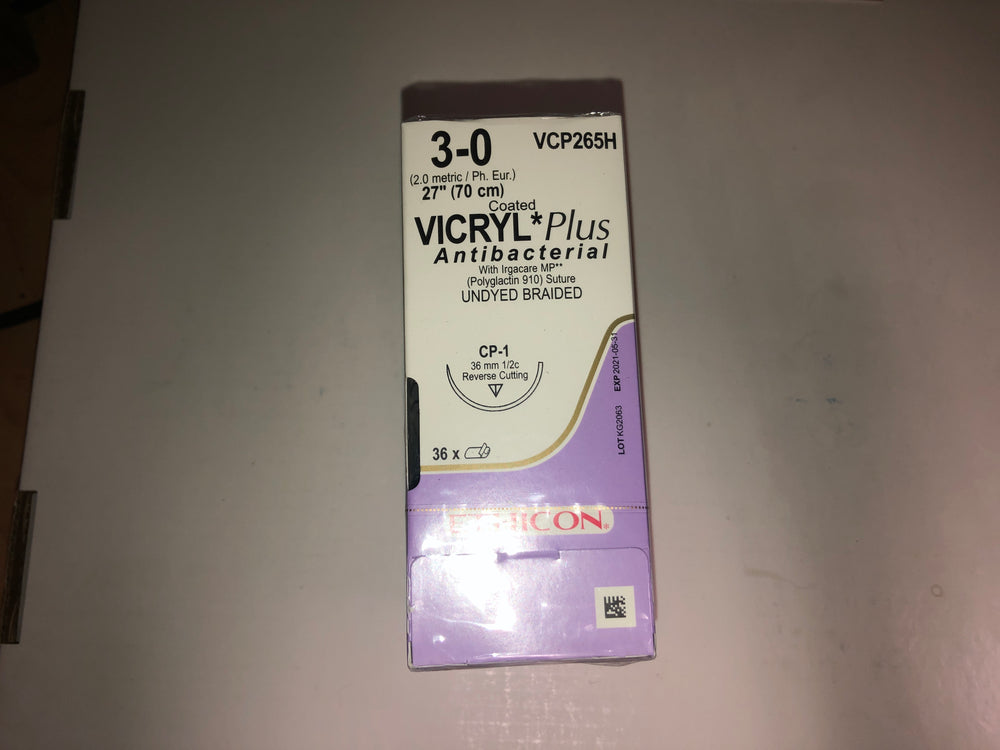 3-0
VCP265H
(2.0 metric / Ph. Eur.)
27" (70 cm)
Coated
VICRYL*Plus
Antibacterial
With Irgacare MP**
(Polyglactin 910) Suture
UNDYED BRAIDED
CP-1
36 mm 1/2c
Reverse Cutting
36 x
LOT KG2063 EXP 2021-05-31
ETHICON*